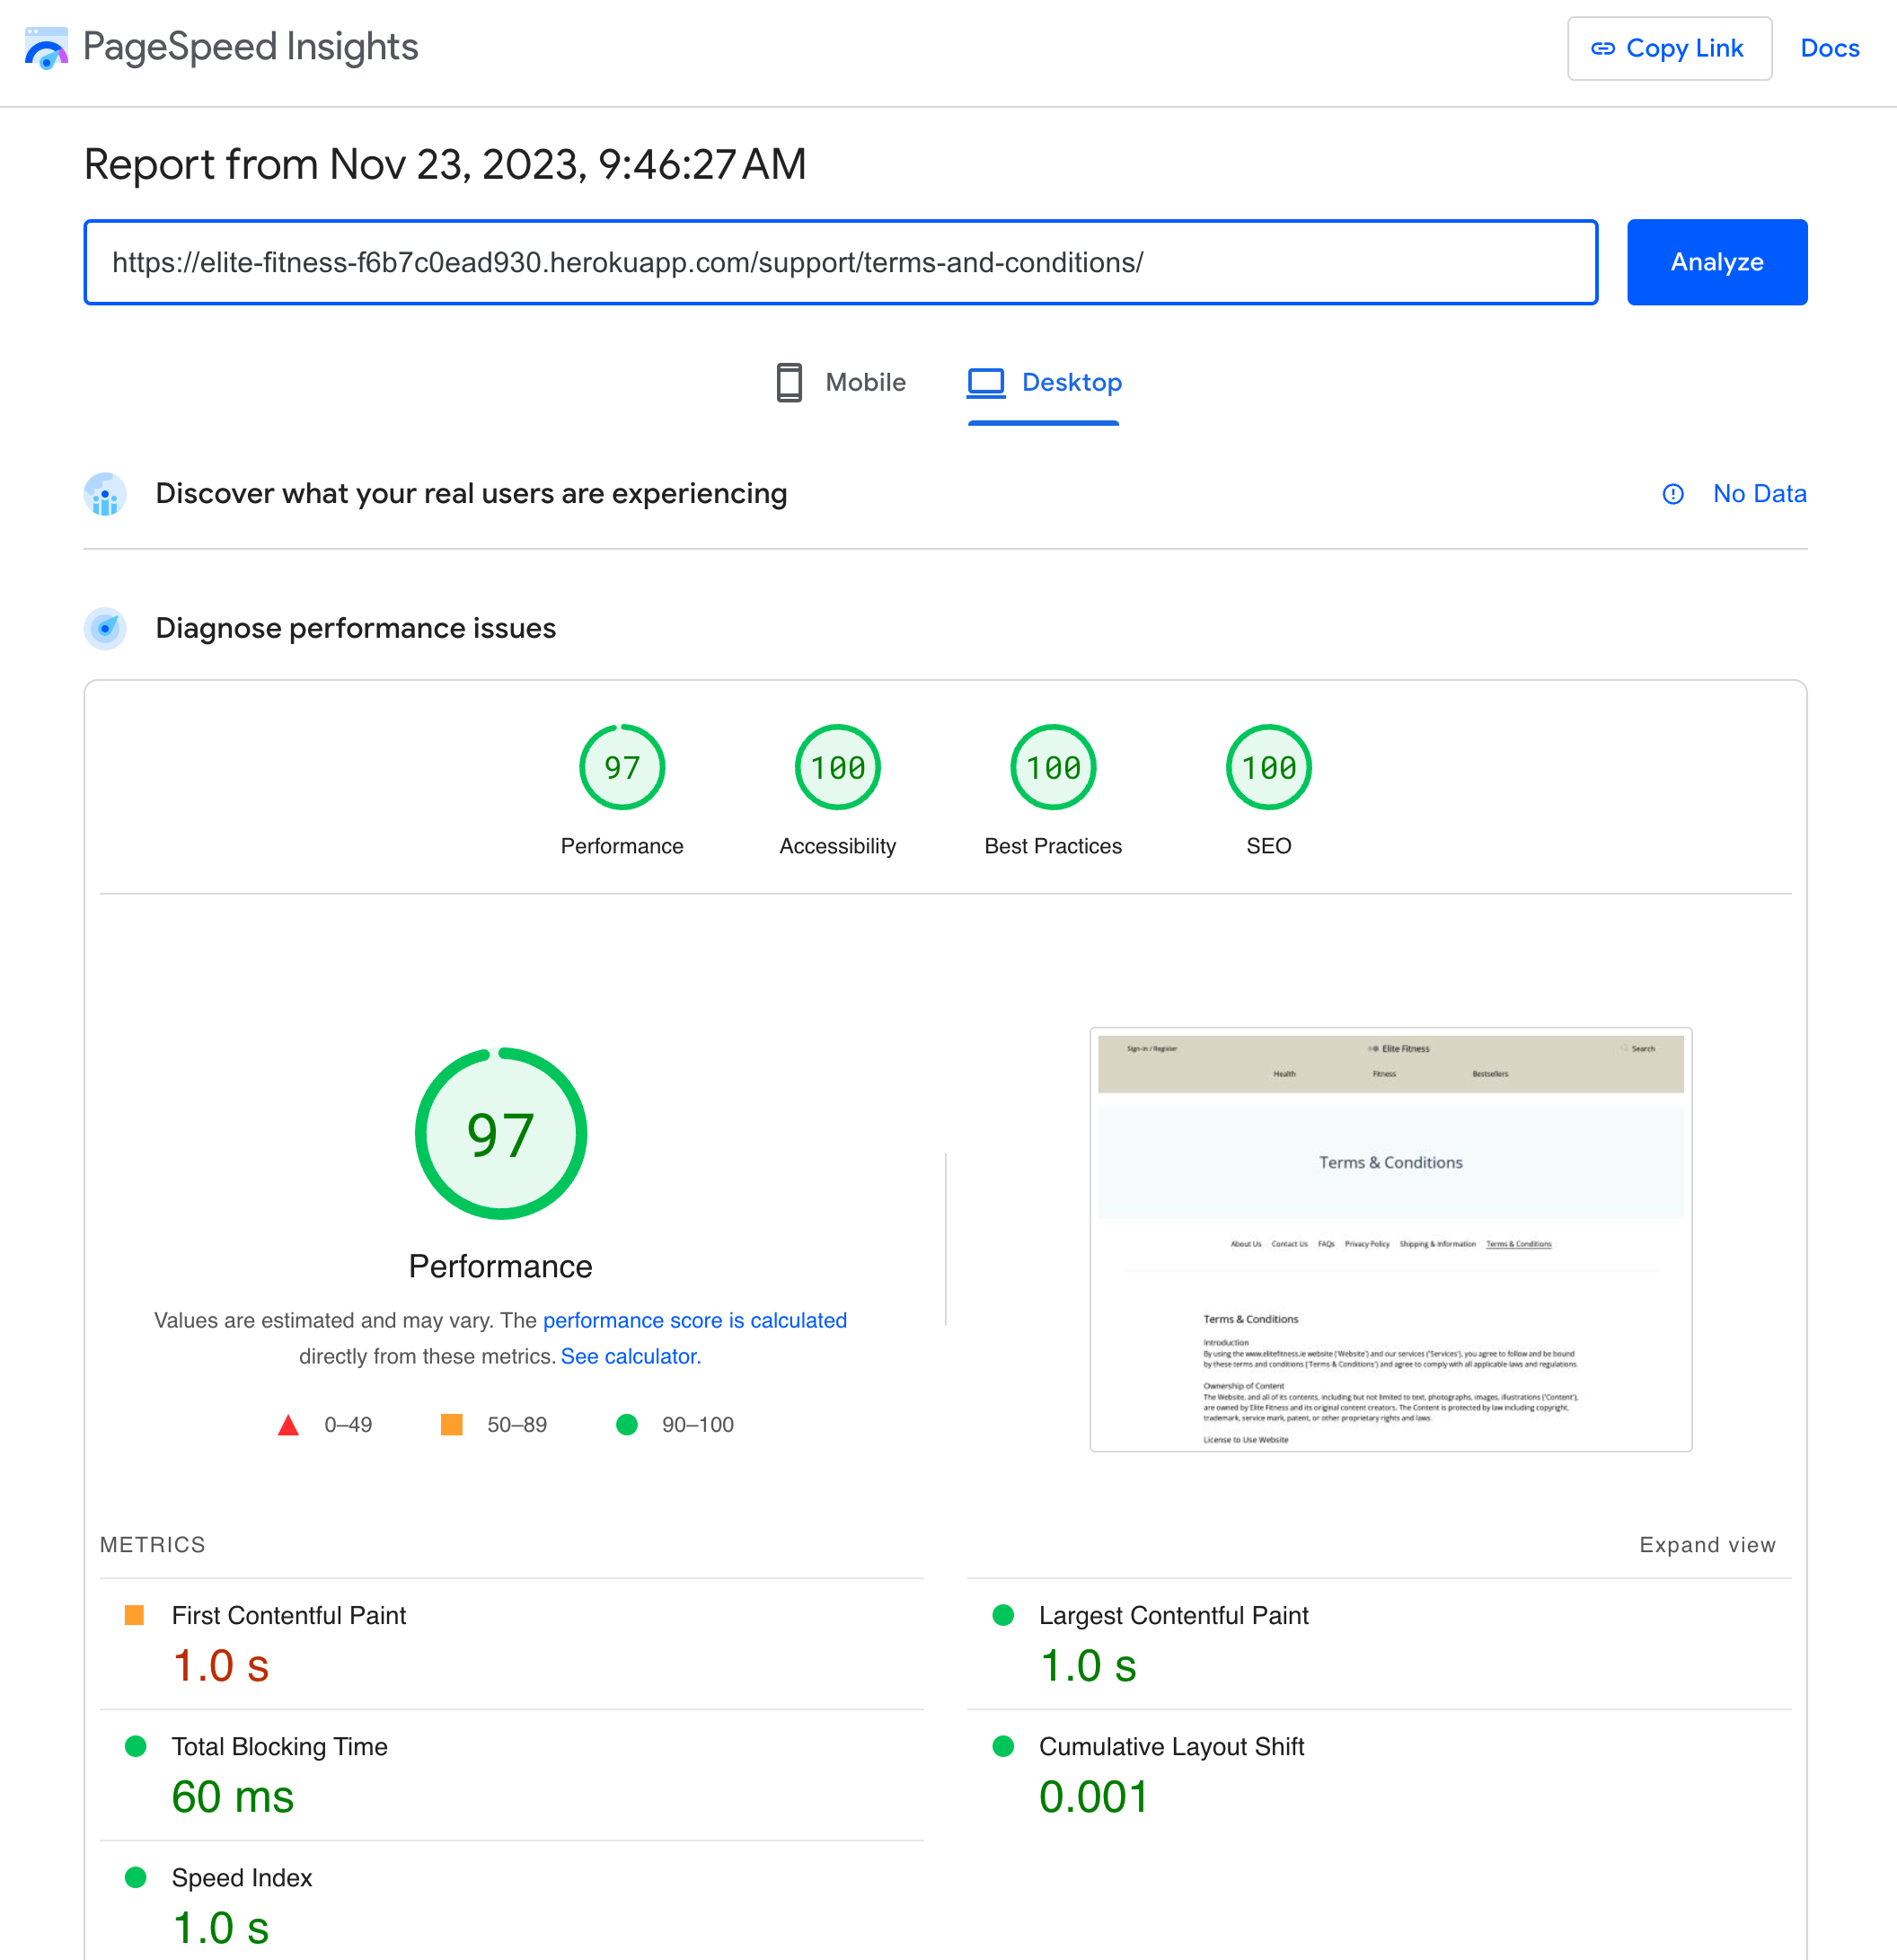 PageSpeed Insights
Copy Link
Docs
Report from Nov 23, 2023, 9:46:27 AM
https://elite-fitness-f6b7c0ead930.herokuapp.com/support/terms-and-conditions/
Analyze
Mobile
Desktop
Discover what your real users are experiencing
No Data
Diagnose performance issues
97
100
100
100
Performance
Accessibility
Best Practices
SEO
97
Performance
Values are estimated and may vary. The performance score is calculated
directly from these metrics. See calculator.
0–49
50–89
90–100
Sign-in / Register
Elite Fitness
Search
Health
Fitness
Bestsellers
Terms & Conditions
About Us
Contact Us
FAQs
Privacy Policy
Shipping & Information
Terms & Conditions
Terms & Conditions
Introduction
By using the www.elitefitness.ie website ('Website') and our services ('Services'), you agree to follow and be bound
by these terms and conditions ('Terms & Conditions') and agree to comply with all applicable laws and regulations.
Ownership of Content
The Website, and all of its contents, including but not limited to text, photographs, images, illustrations ('Content'),
are owned by Elite Fitness and its original content creators. The Content is protected by law including copyright,
trademark, service mark, patent, or other proprietary rights and laws.
License to Use Website
METRICS
Expand view
First Contentful Paint
1.0 s
Largest Contentful Paint
1.0 s
Total Blocking Time
60 ms
Cumulative Layout Shift
0.001
Speed Index
1.0 s